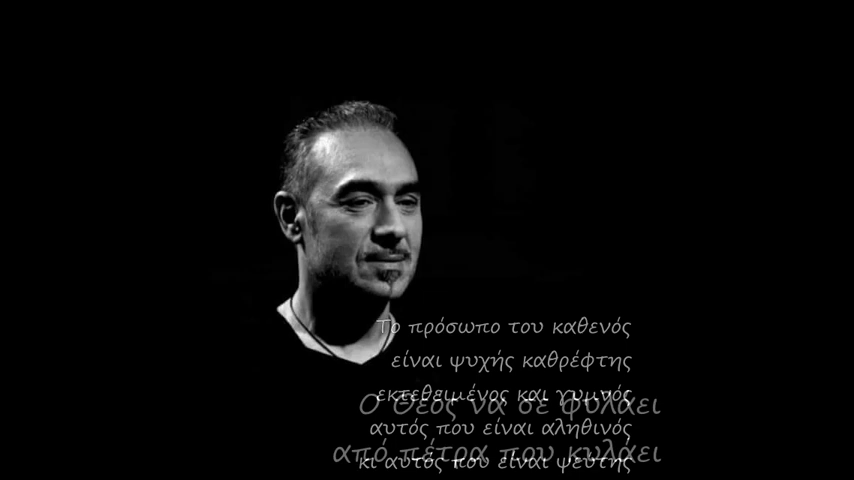 Το πρόσωπο του καθενός
είναι ψυχής καθρέφτης
εκτεθειμένος και γυμνός
Ο Θεός να σε φυλάει
αυτός που είναι αληθινός
από πέτρα που κυλάει
κι αυτός που είναι ψεύτης